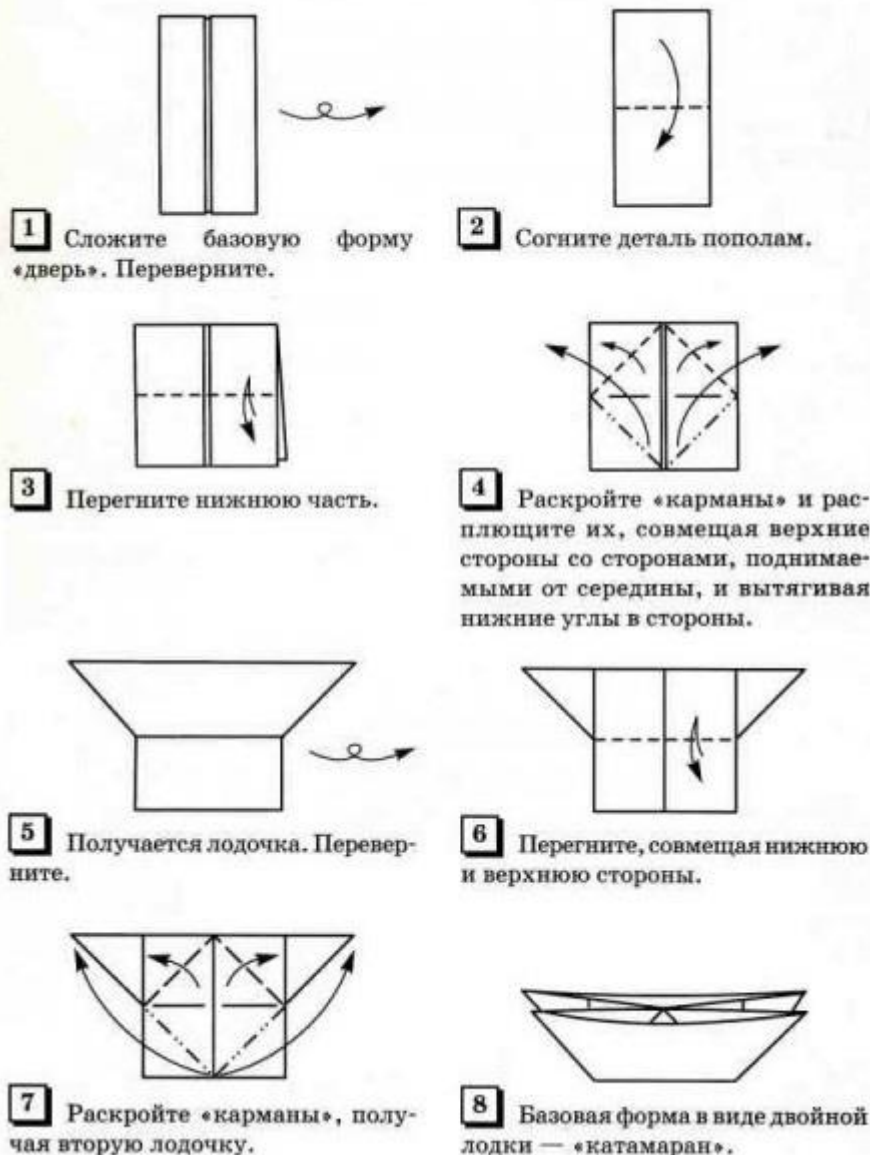 1 Сложите базовую форму
«дверь». Переверните.
2 Согните деталь пополам.
3 Перегните нижнюю часть.
4 Раскройте «карманы» и рас-
плющите их, совмещая верхние
стороны со сторонами, поднимае-
мыми от середины, и вытягивая
нижние углы в стороны.
5 Получается лодочка. Перевер-
ните.
6 Перегните, совмещая нижнюю
и верхнюю стороны.
7 Раскройте «карманы», полу-
чая вторую лодочку.
8 Базовая форма в виде двойной
лодки — «катамаран».